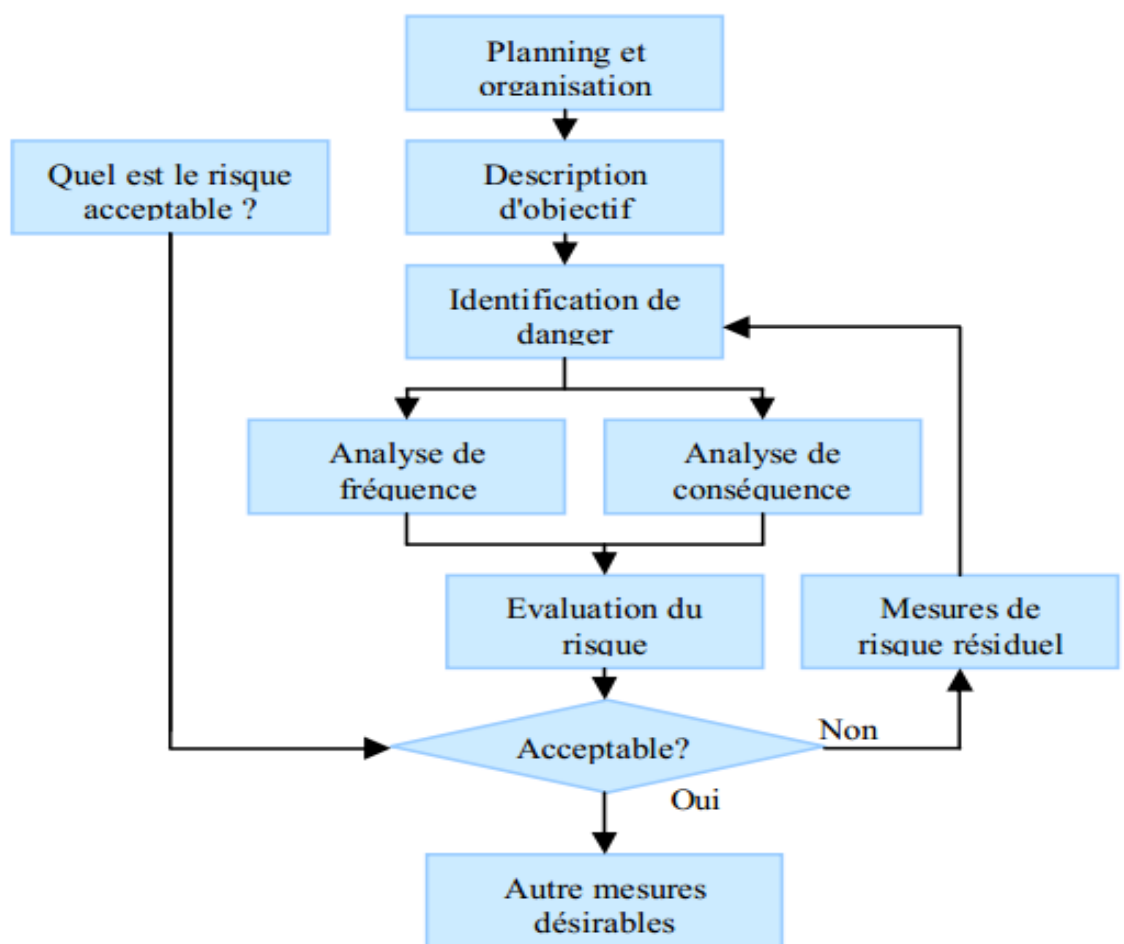 Planning et
organisation
Quel est le risque
acceptable ?
Description
d'objectif
Identification de
danger
Analyse de
fréquence
Analyse de
conséquence
Evaluation du
risque
Mesures de
risque résiduel
Acceptable?
Non
Oui
Autre mesures
désirables